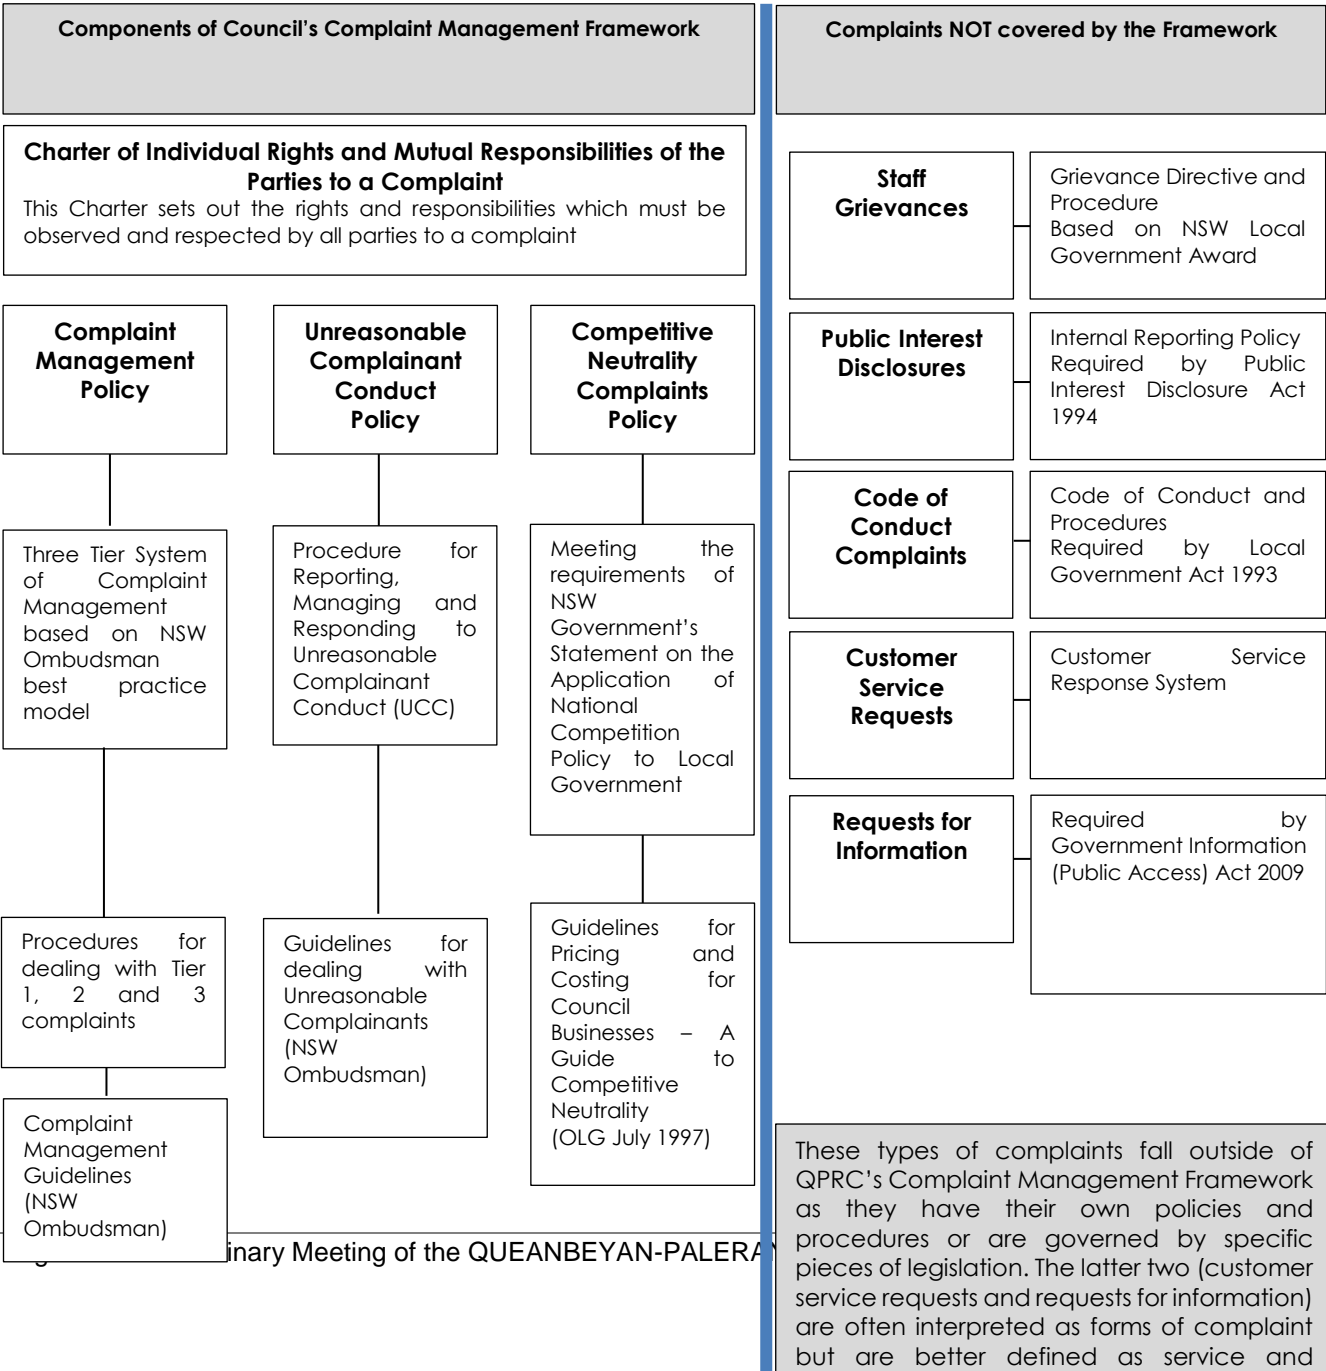 Components of Council’s Complaint Management Framework
Charter of Individual Rights and Mutual Responsibilities of the
Parties to a Complaint
This Charter sets out the rights and responsibilities which must be
observed and respected by all parties to a complaint
Complaint
Management
Policy
Three Tier System
of Complaint
Management
based on NSW
Ombudsman
best practice
model
Procedures for
dealing with Tier
1, 2 and 3
complaints
Complaint
Management
Guidelines
(NSW
Ombudsman)
Unreasonable
Complainant
Conduct
Policy
Procedure for
Reporting,
Managing and
Responding to
Unreasonable
Complainant
Conduct (UCC)
Guidelines for
dealing with
Unreasonable
Complainants
(NSW
Ombudsman)
Competitive
Neutrality
Complaints
Policy
Meeting the
requirements of
NSW
Government’s
Statement on the
Application of
National
Competition
Policy to Local
Government
Guidelines for
Pricing and
Costing for
Council
Businesses – A
Guide to
Competitive
Neutrality
(OLG July 1997)
Complaints NOT covered by the Framework
Staff
Grievances
Grievance Directive and
Procedure
Based on NSW Local
Government Award
Public Interest
Disclosures
Internal Reporting Policy
Required by Public
Interest Disclosure Act
1994
Code of
Conduct
Complaints
Code of Conduct and
Procedures
Required by Local
Government Act 1993
Customer
Service
Requests
Customer Service
Response System
Requests for
Information
Required by
Government Information
(Public Access) Act 2009
These types of complaints fall outside of
QPRC’s Complaint Management Framework
as they have their own policies and
procedures or are governed by specific
pieces of legislation. The latter two (customer
service requests and requests for information)
are often interpreted as forms of complaint
but are better defined as service and
inary Meeting of the QUEANBEYAN-PALERA